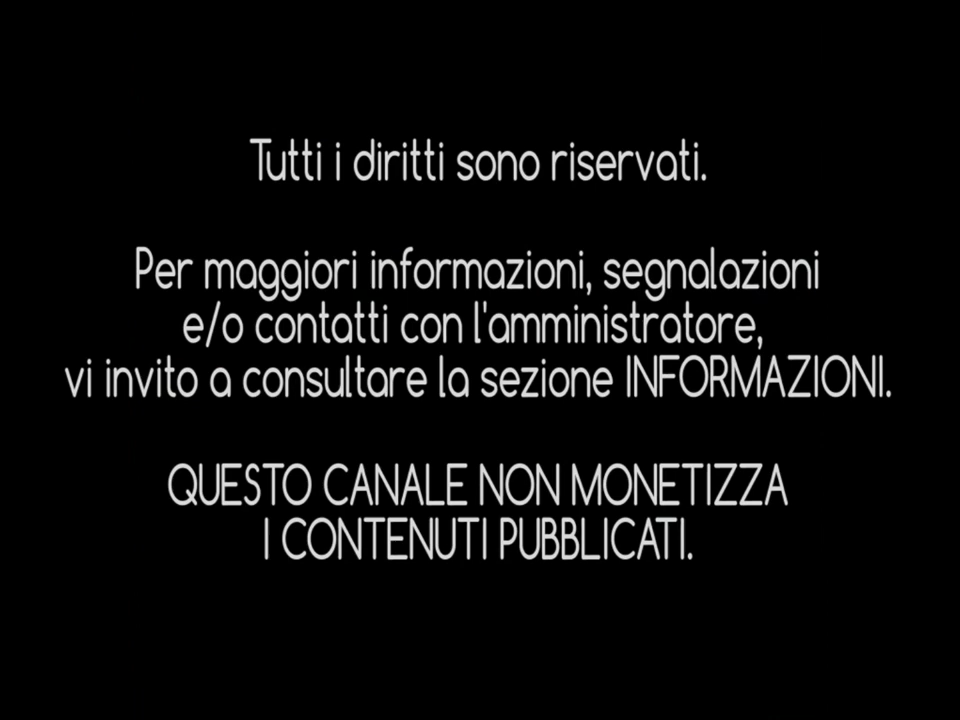 Tutti i diritti sono riservati.
Per maggiori informazioni, segnalazioni
e/o contatti con l'amministratore,
vi invito a consultare la sezione INFORMAZIONI.
QUESTO CANALE NON MONETIZZA
I CONTENUTI PUBBLICATI.